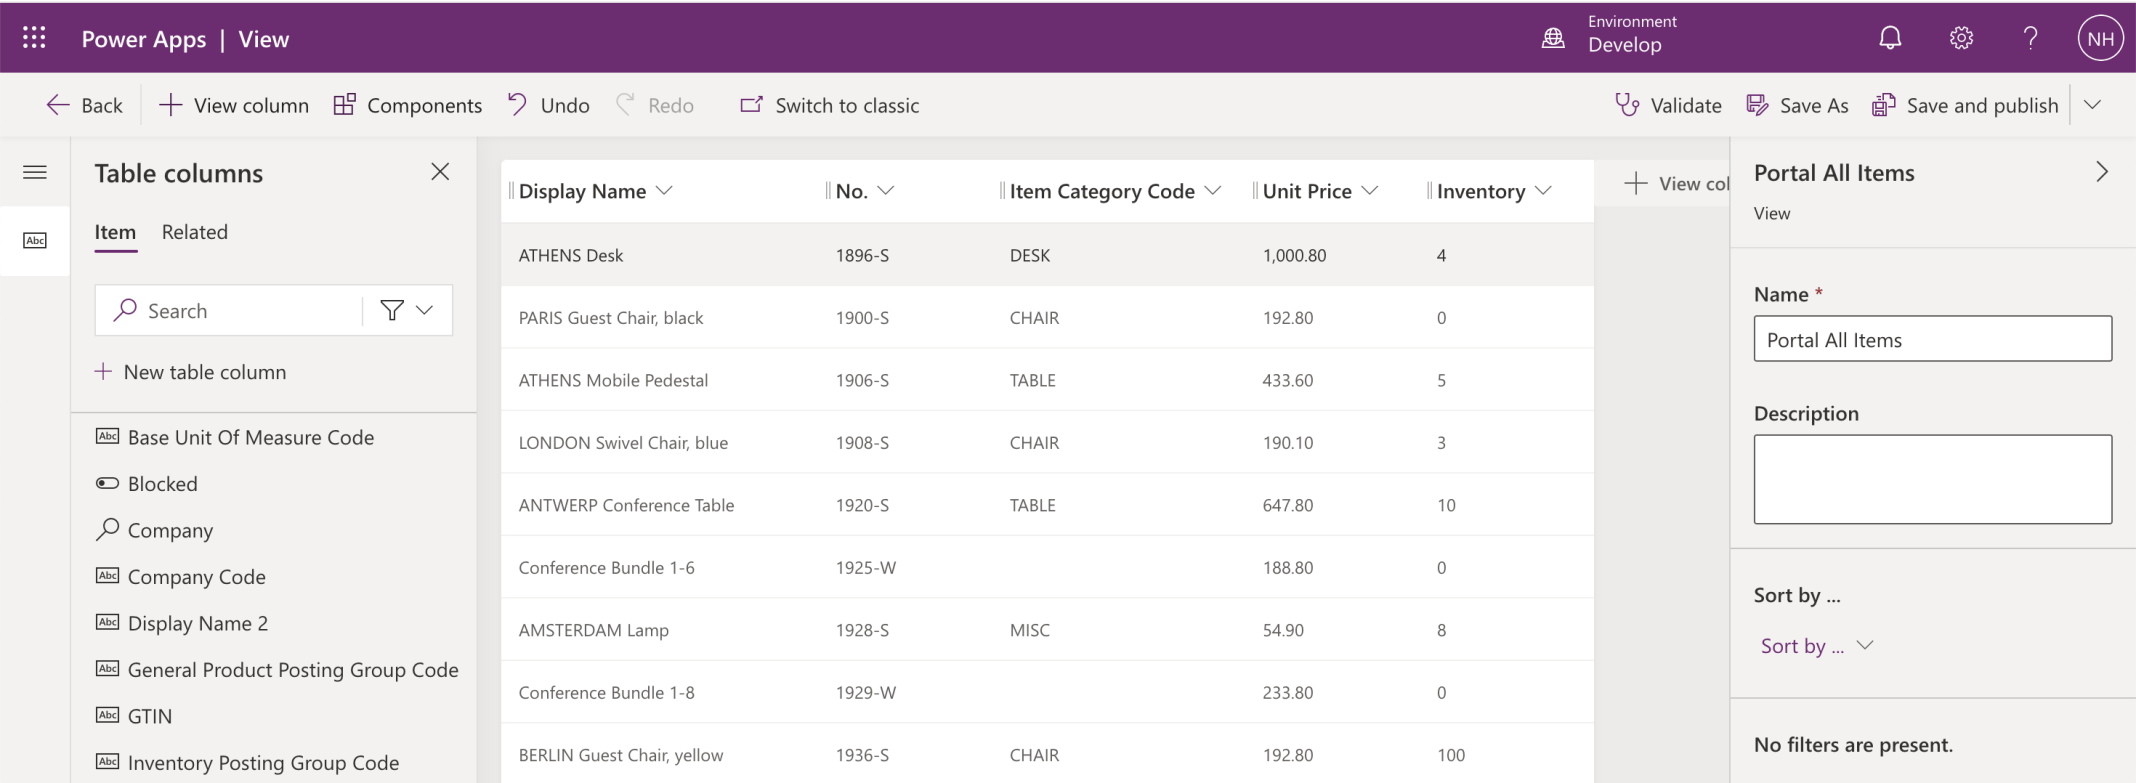 Power Apps | View
Environment
Develop
NH
Back
View column
Components
Undo
Redo
Switch to classic
Validate
Save As
Save and publish
Table columns
Item Related
Search
New table column
Abc
Abc Base Unit Of Measure Code
Blocked
Company
Abc Company Code
Abc Display Name 2
Abc General Product Posting Group Code
Abc GTIN
Abc Inventory Posting Group Code
Display Name No. Item Category Code Unit Price Inventory
ATHENS Desk 1896-S DESK 1,000.80 4
PARIS Guest Chair, black 1900-S CHAIR 192.80 0
ATHENS Mobile Pedestal 1906-S TABLE 433.60 5
LONDON Swivel Chair, blue 1908-S CHAIR 190.10 3
ANTWERP Conference Table 1920-S TABLE 647.80 10
Conference Bundle 1-6 1925-W 188.80 0
AMSTERDAM Lamp 1928-S MISC 54.90 8
Conference Bundle 1-8 1929-W 233.80 0
BERLIN Guest Chair, yellow 1936-S CHAIR 192.80 100
View col
Portal All Items
View
Name *
Portal All Items
Description
Sort by ...
Sort by ...
No filters are present.